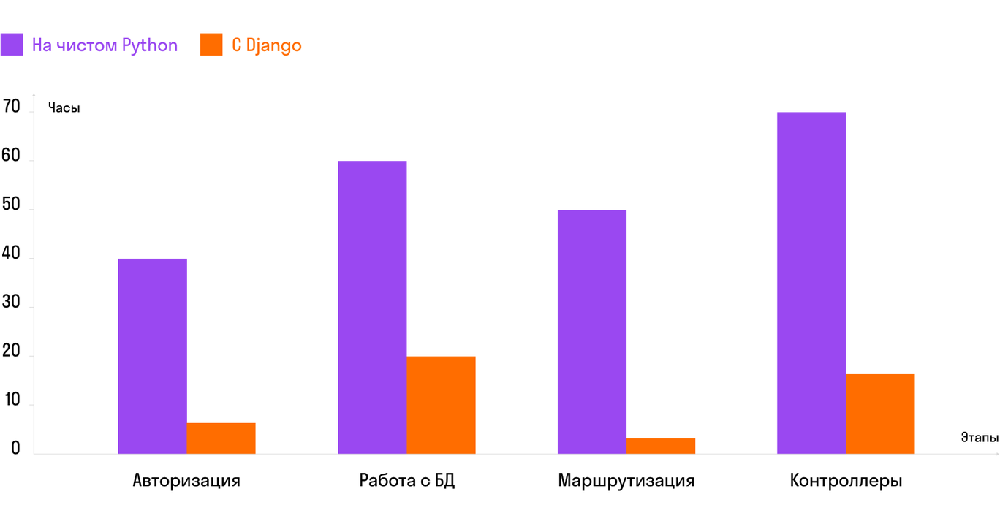 На чистом Python
С Django
Часы
70
60
50
40
30
20
10
0
Этапы
Авторизация
Работа с БД
Маршрутизация
Контроллеры